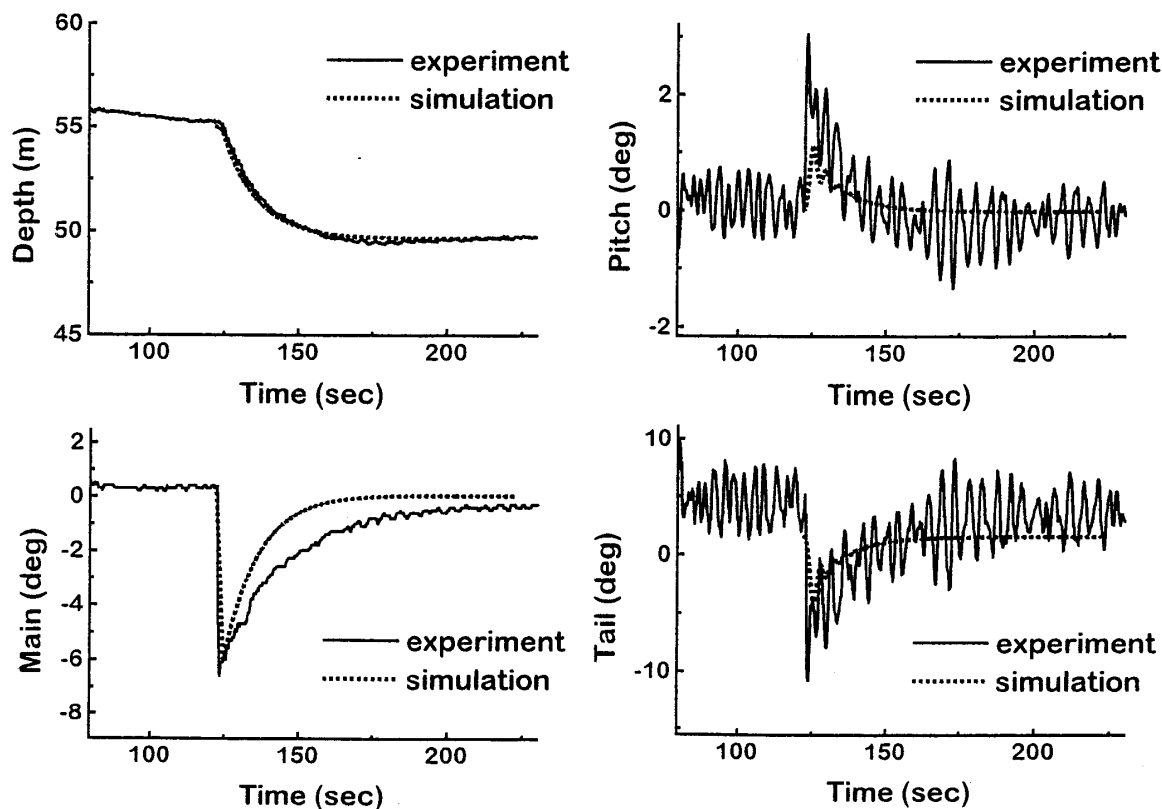 60
55
50
45
Depth (m)
experiment
simulation
100 150 200
Time (sec)
2
0
-2
Pitch (deg)
experiment
simulation
100 150 200
Time (sec)
2
0
-2
-4
-6
-8
Main (deg)
experiment
simulation
100 150 200
Time (sec)
10
0
-10
Tail (deg)
experiment
simulation
100 150 200
Time (sec)